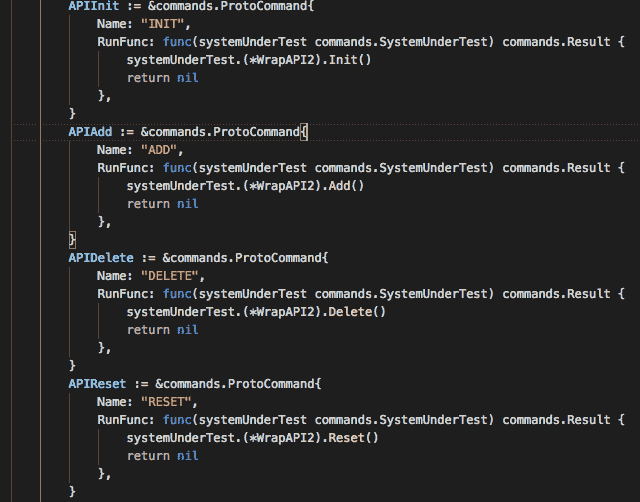 APIInit := &commands.ProtoCommand{
    Name: "INIT",
    RunFunc: func(systemUnderTest commands.SystemUnderTest) commands.Result {
        systemUnderTest.(*WrapAPI2).Init()
        return nil
    },
}
APIAdd := &commands.ProtoCommand{
    Name: "ADD",
    RunFunc: func(systemUnderTest commands.SystemUnderTest) commands.Result {
        systemUnderTest.(*WrapAPI2).Add()
        return nil
    },
}
APIDelete := &commands.ProtoCommand{
    Name: "DELETE",
    RunFunc: func(systemUnderTest commands.SystemUnderTest) commands.Result {
        systemUnderTest.(*WrapAPI2).Delete()
        return nil
    },
}
APIReset := &commands.ProtoCommand{
    Name: "RESET",
    RunFunc: func(systemUnderTest commands.SystemUnderTest) commands.Result {
        systemUnderTest.(*WrapAPI2).Reset()
        return nil
    },
}